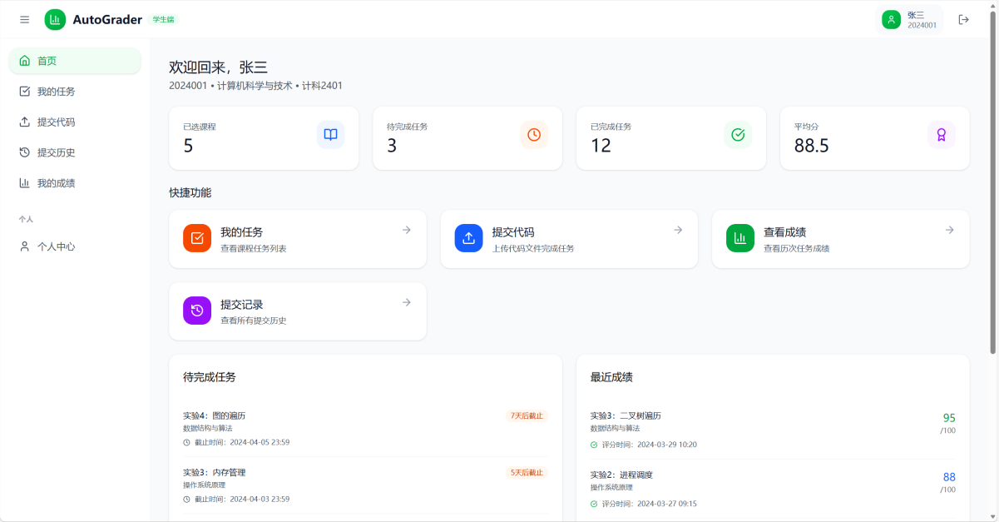 AutoGrader 学生端
张三
2024001
首页
我的任务
提交代码
提交历史
我的成绩
个人
个人中心
欢迎回来，张三
2024001 • 计算机科学与技术 • 计科2401
已选课程
5
待完成任务
3
已完成任务
12
平均分
88.5
快捷功能
我的任务
查看课程任务列表
提交代码
上传代码文件完成任务
查看成绩
查看历次任务成绩
提交记录
查看所有提交历史
待完成任务
实验4：图的遍历
7天后截止
数据结构与算法
截止时间：2024-04-05 23:59
实验3：内存管理
5天后截止
操作系统原理
截止时间：2024-04-03 23:59
最近成绩
实验3：二叉树遍历
95
数据结构与算法
/100
评分时间：2024-03-29 10:20
实验2：进程调度
88
操作系统原理
/100
评分时间：2024-03-27 09:15